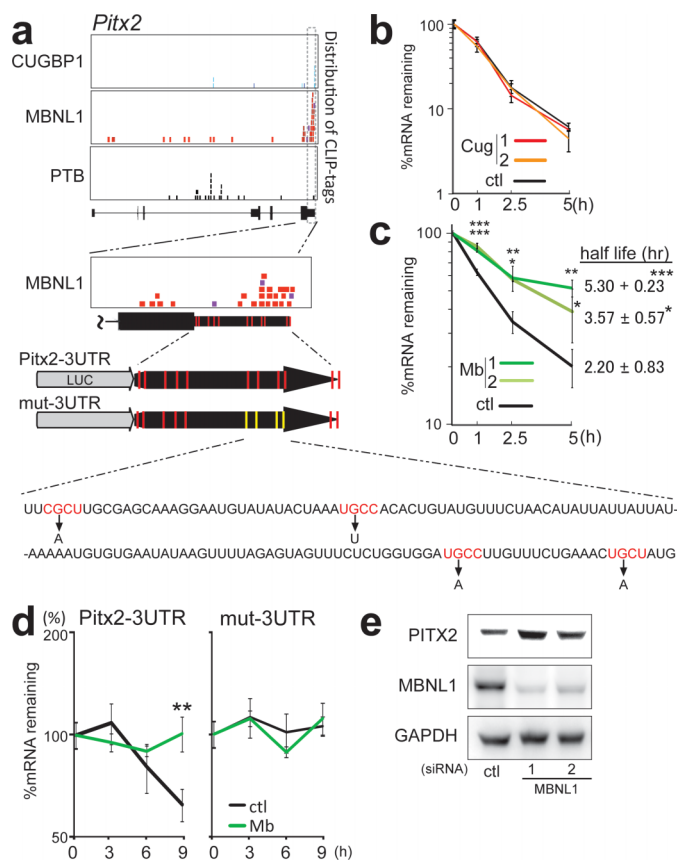 a
Pitx2
CUGBP1
MBNL1
PTB
Distribution of CLIP-tags
MBNL1
Pitx2-3UTR
LUC
mut-3UTR
b
%mRNA remaining
100
10
1
Cug 1
2
ctl
0 1 2.5 5(h)
c
%mRNA remaining
100
10
***
***
**
*
**
*
half life (hr)
5.30 + 0.23 ***
3.57 ± 0.57 *
2.20 ± 0.83
Mb 1
2
ctl
0 1 2.5 5(h)
UUCGCUUGCGAGCAAAGGAAUGUAUAUACUAAAUGCCACACUGUAUGUUUCUAACAUAUUAUUAUUAU-
A U
-AAAAAUGUGUGAAUAUAAGUUUUAGAGUAGUUUCUCUGGUGGAUGCCUUGUUUCUGAAACUGCUAUG
A A
d
(%) Pitx2-3UTR mut-3UTR
%mRNA remaining
200
100
50
**
ctl
Mb
0 3 6 9 0 3 6 9 (h)
e
PITX2
MBNL1
GAPDH
(siRNA) ctl 1 2
MBNL1